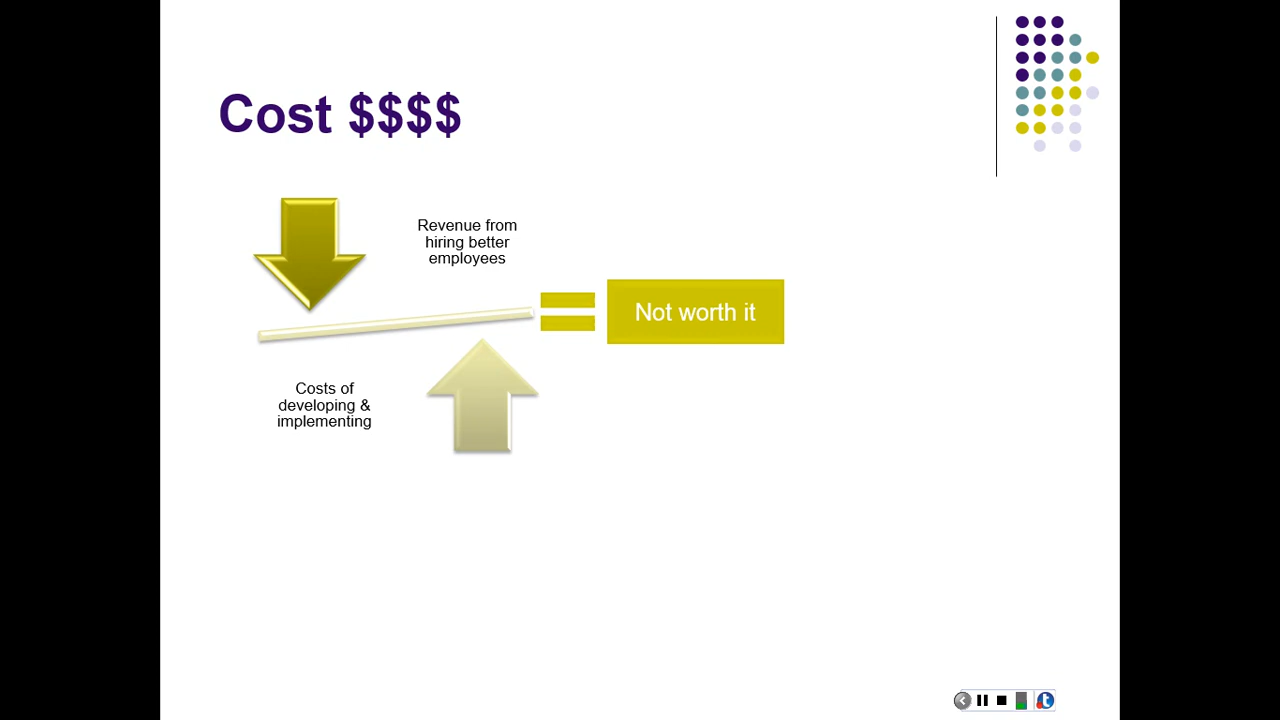 Cost $$$$
Revenue from
hiring better
employees
Not worth it
Costs of
developing &
implementing